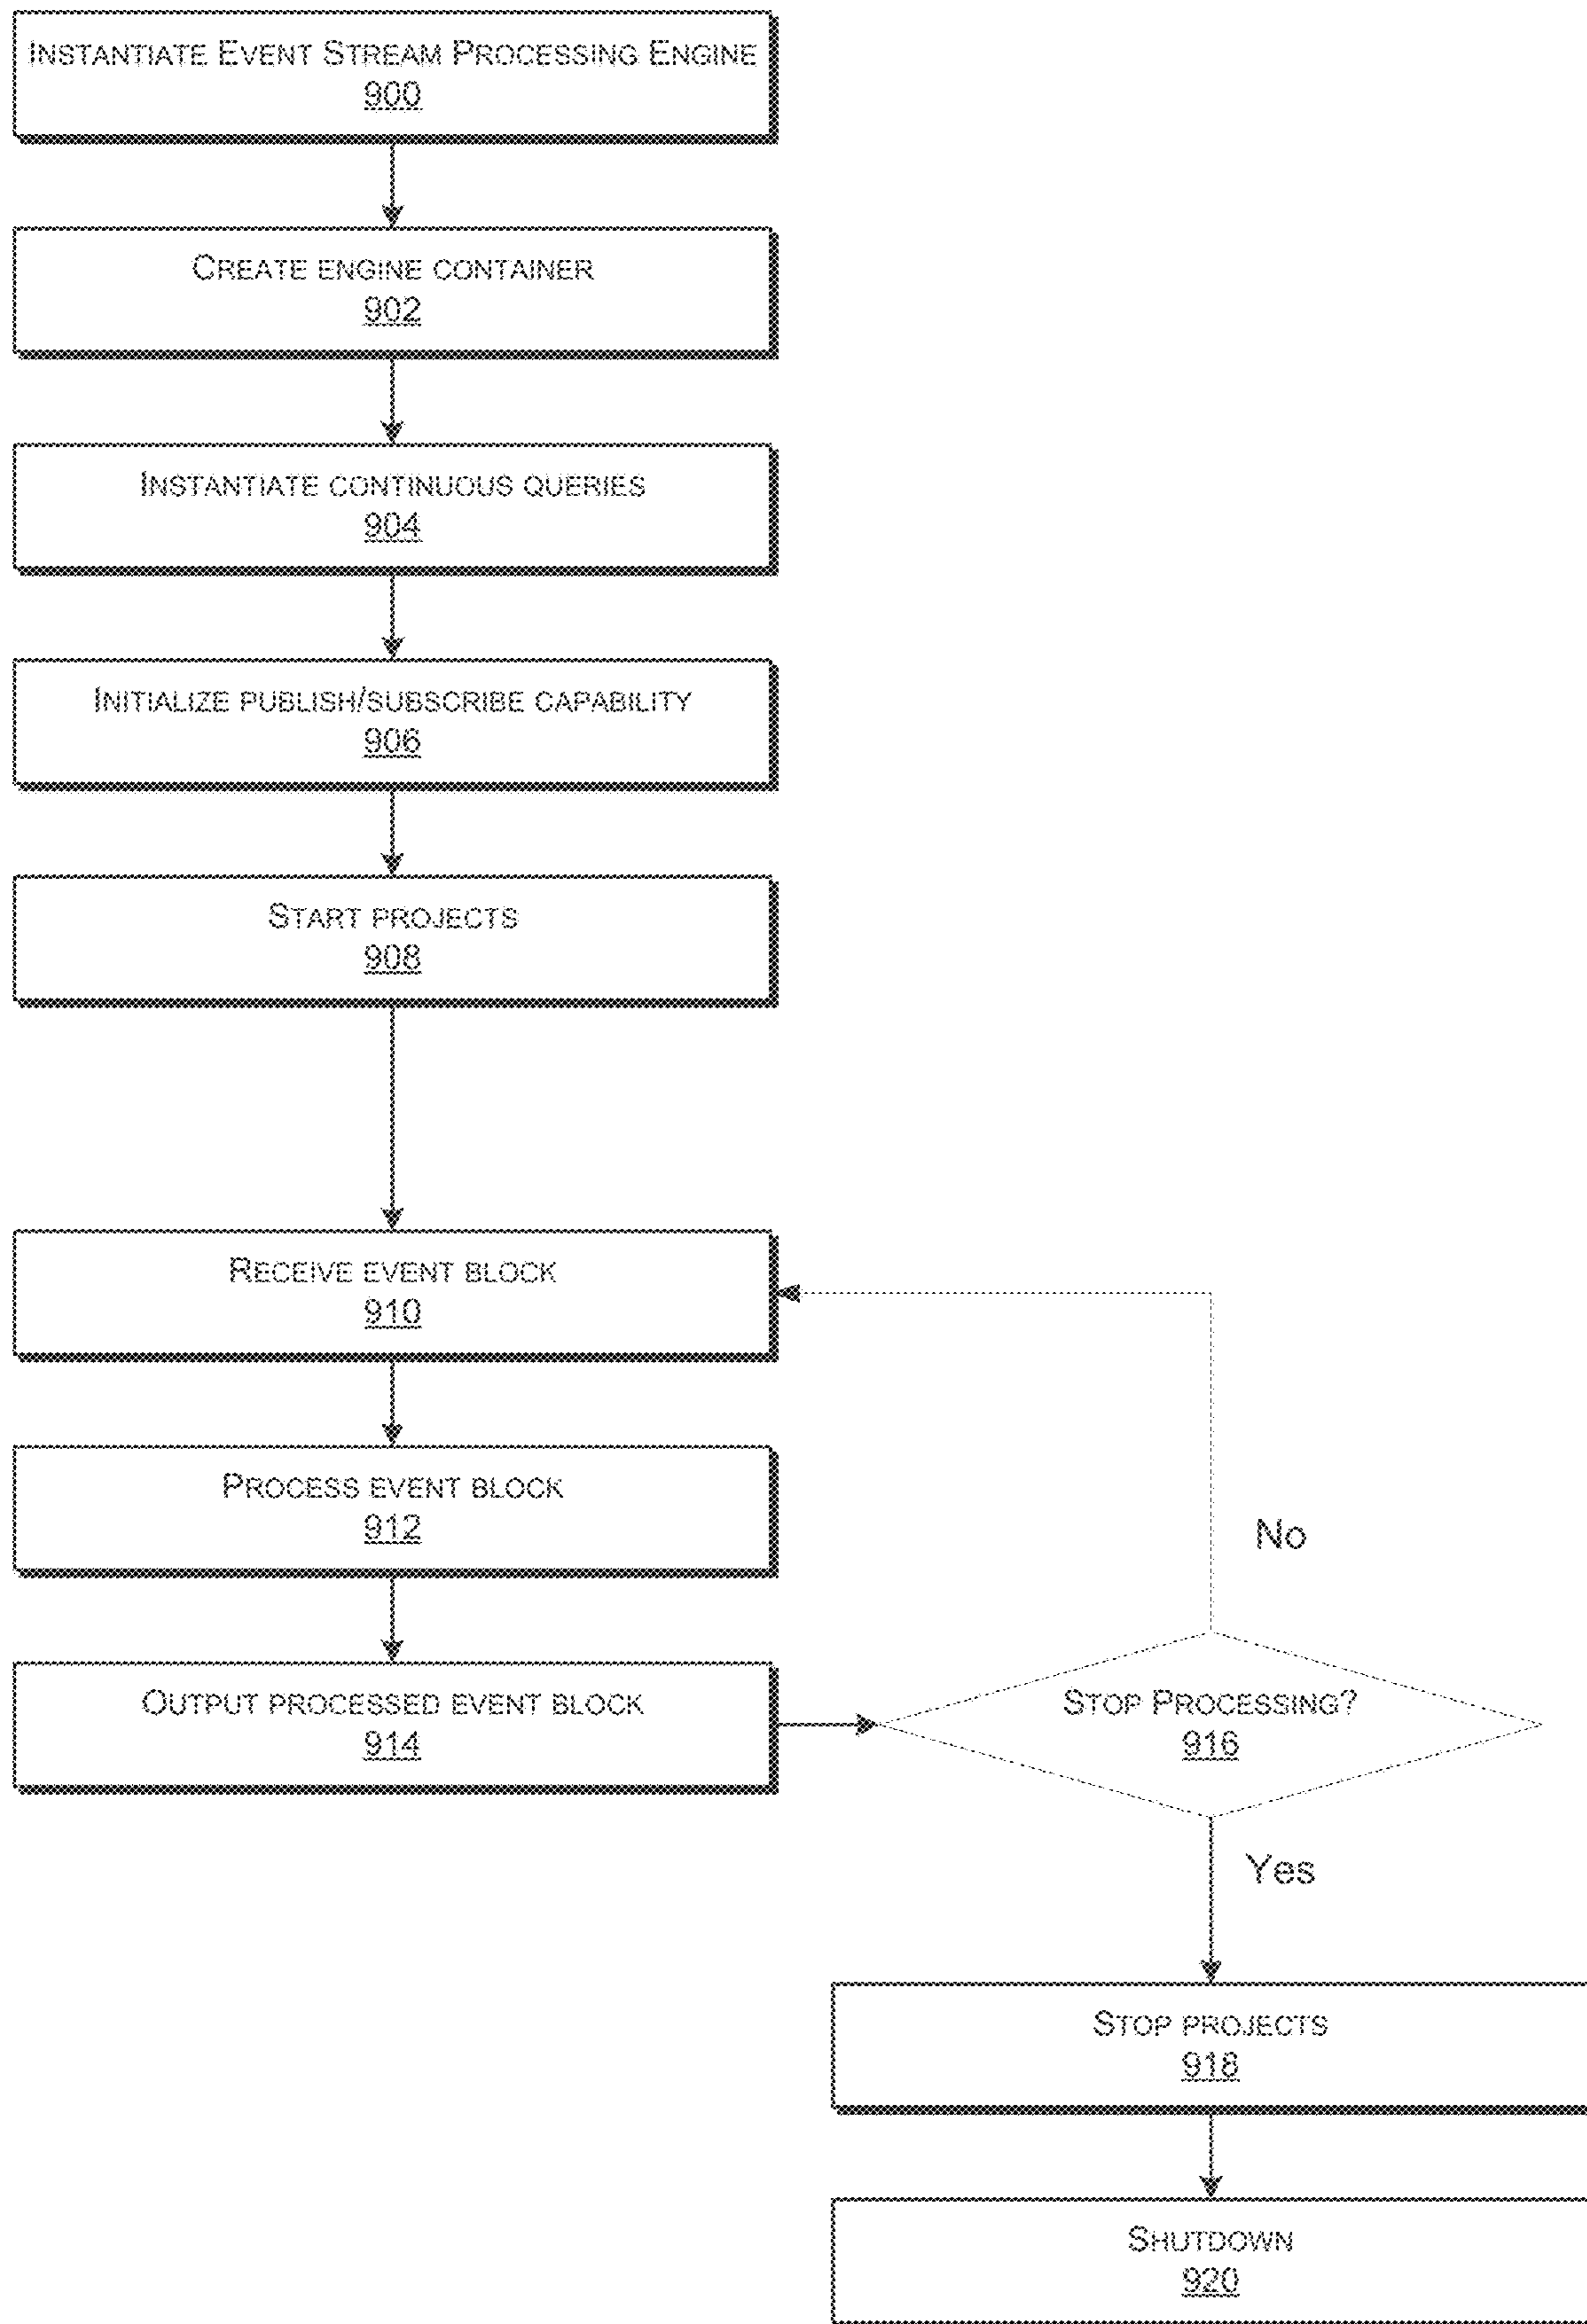 INSTANTIATE EVENT STREAM PROCESSING ENGINE
900
CREATE ENGINE CONTAINER
902
INSTANTIATE CONTINUOUS QUERIES
904
INITIALIZE PUBLISH/SUBSCRIBE CAPABILITY
906
START PROJECTS
908
RECEIVE EVENT BLOCK
910
PROCESS EVENT BLOCK
912
No
OUTPUT PROCESSED EVENT BLOCK
914
STOP PROCESSING?
916
Yes
STOP PROJECTS
918
SHUTDOWN
920